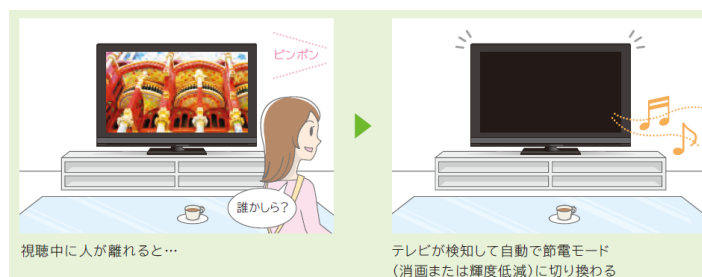 ピンポン
誰かしら?
視聴中に人が離れると…
テレビが検知して自動で節電モード
(消画または輝度低減)に切り換わる